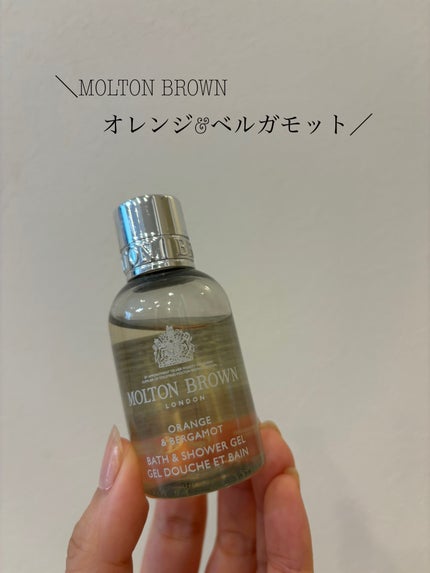 ＼MOLTON BROWN
オレンジ&ベルガモット／
MOLTON BROWN
LONDON
ORANGE
& BERGAMOT
BATH & SHOWER GEL
GEL DOUCHE ET BAIN